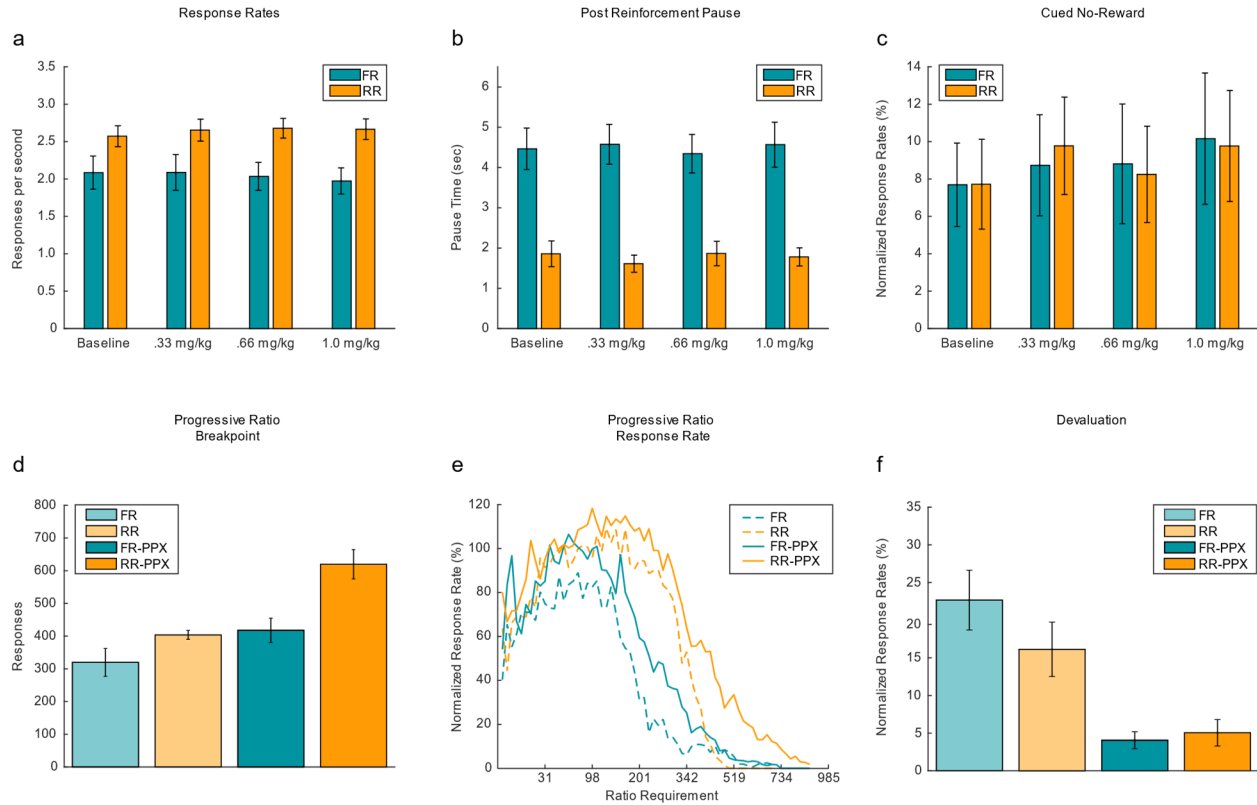 Response Rates
a
Responses per second
3.5
3.0
2.5
2.0
1.5
1.0
0.5
0
FR
RR
Baseline .33 mg/kg .66 mg/kg 1.0 mg/kg
Post Reinforcement Pause
b
Pause Time (sec)
6
5
4
3
2
1
0
FR
RR
Baseline .33 mg/kg .66 mg/kg 1.0 mg/kg
Cued No-Reward
c
Normalized Response Rates (%)
14
12
10
8
6
4
2
0
FR
RR
Baseline .33 mg/kg .66 mg/kg 1.0 mg/kg
Progressive Ratio
Breakpoint
d
Responses
800
700
600
500
400
300
200
100
0
FR
RR
FR-PPX
RR-PPX
Progressive Ratio
Response Rate
e
Normalized Response Rate (%)
120
100
80
60
40
20
0
FR
RR
FR-PPX
RR-PPX
31 98 201 342 519 734 985
Ratio Requirement
Devaluation
f
Normalized Response Rates (%)
35
30
25
20
15
10
5
0
FR
RR
FR-PPX
RR-PPX